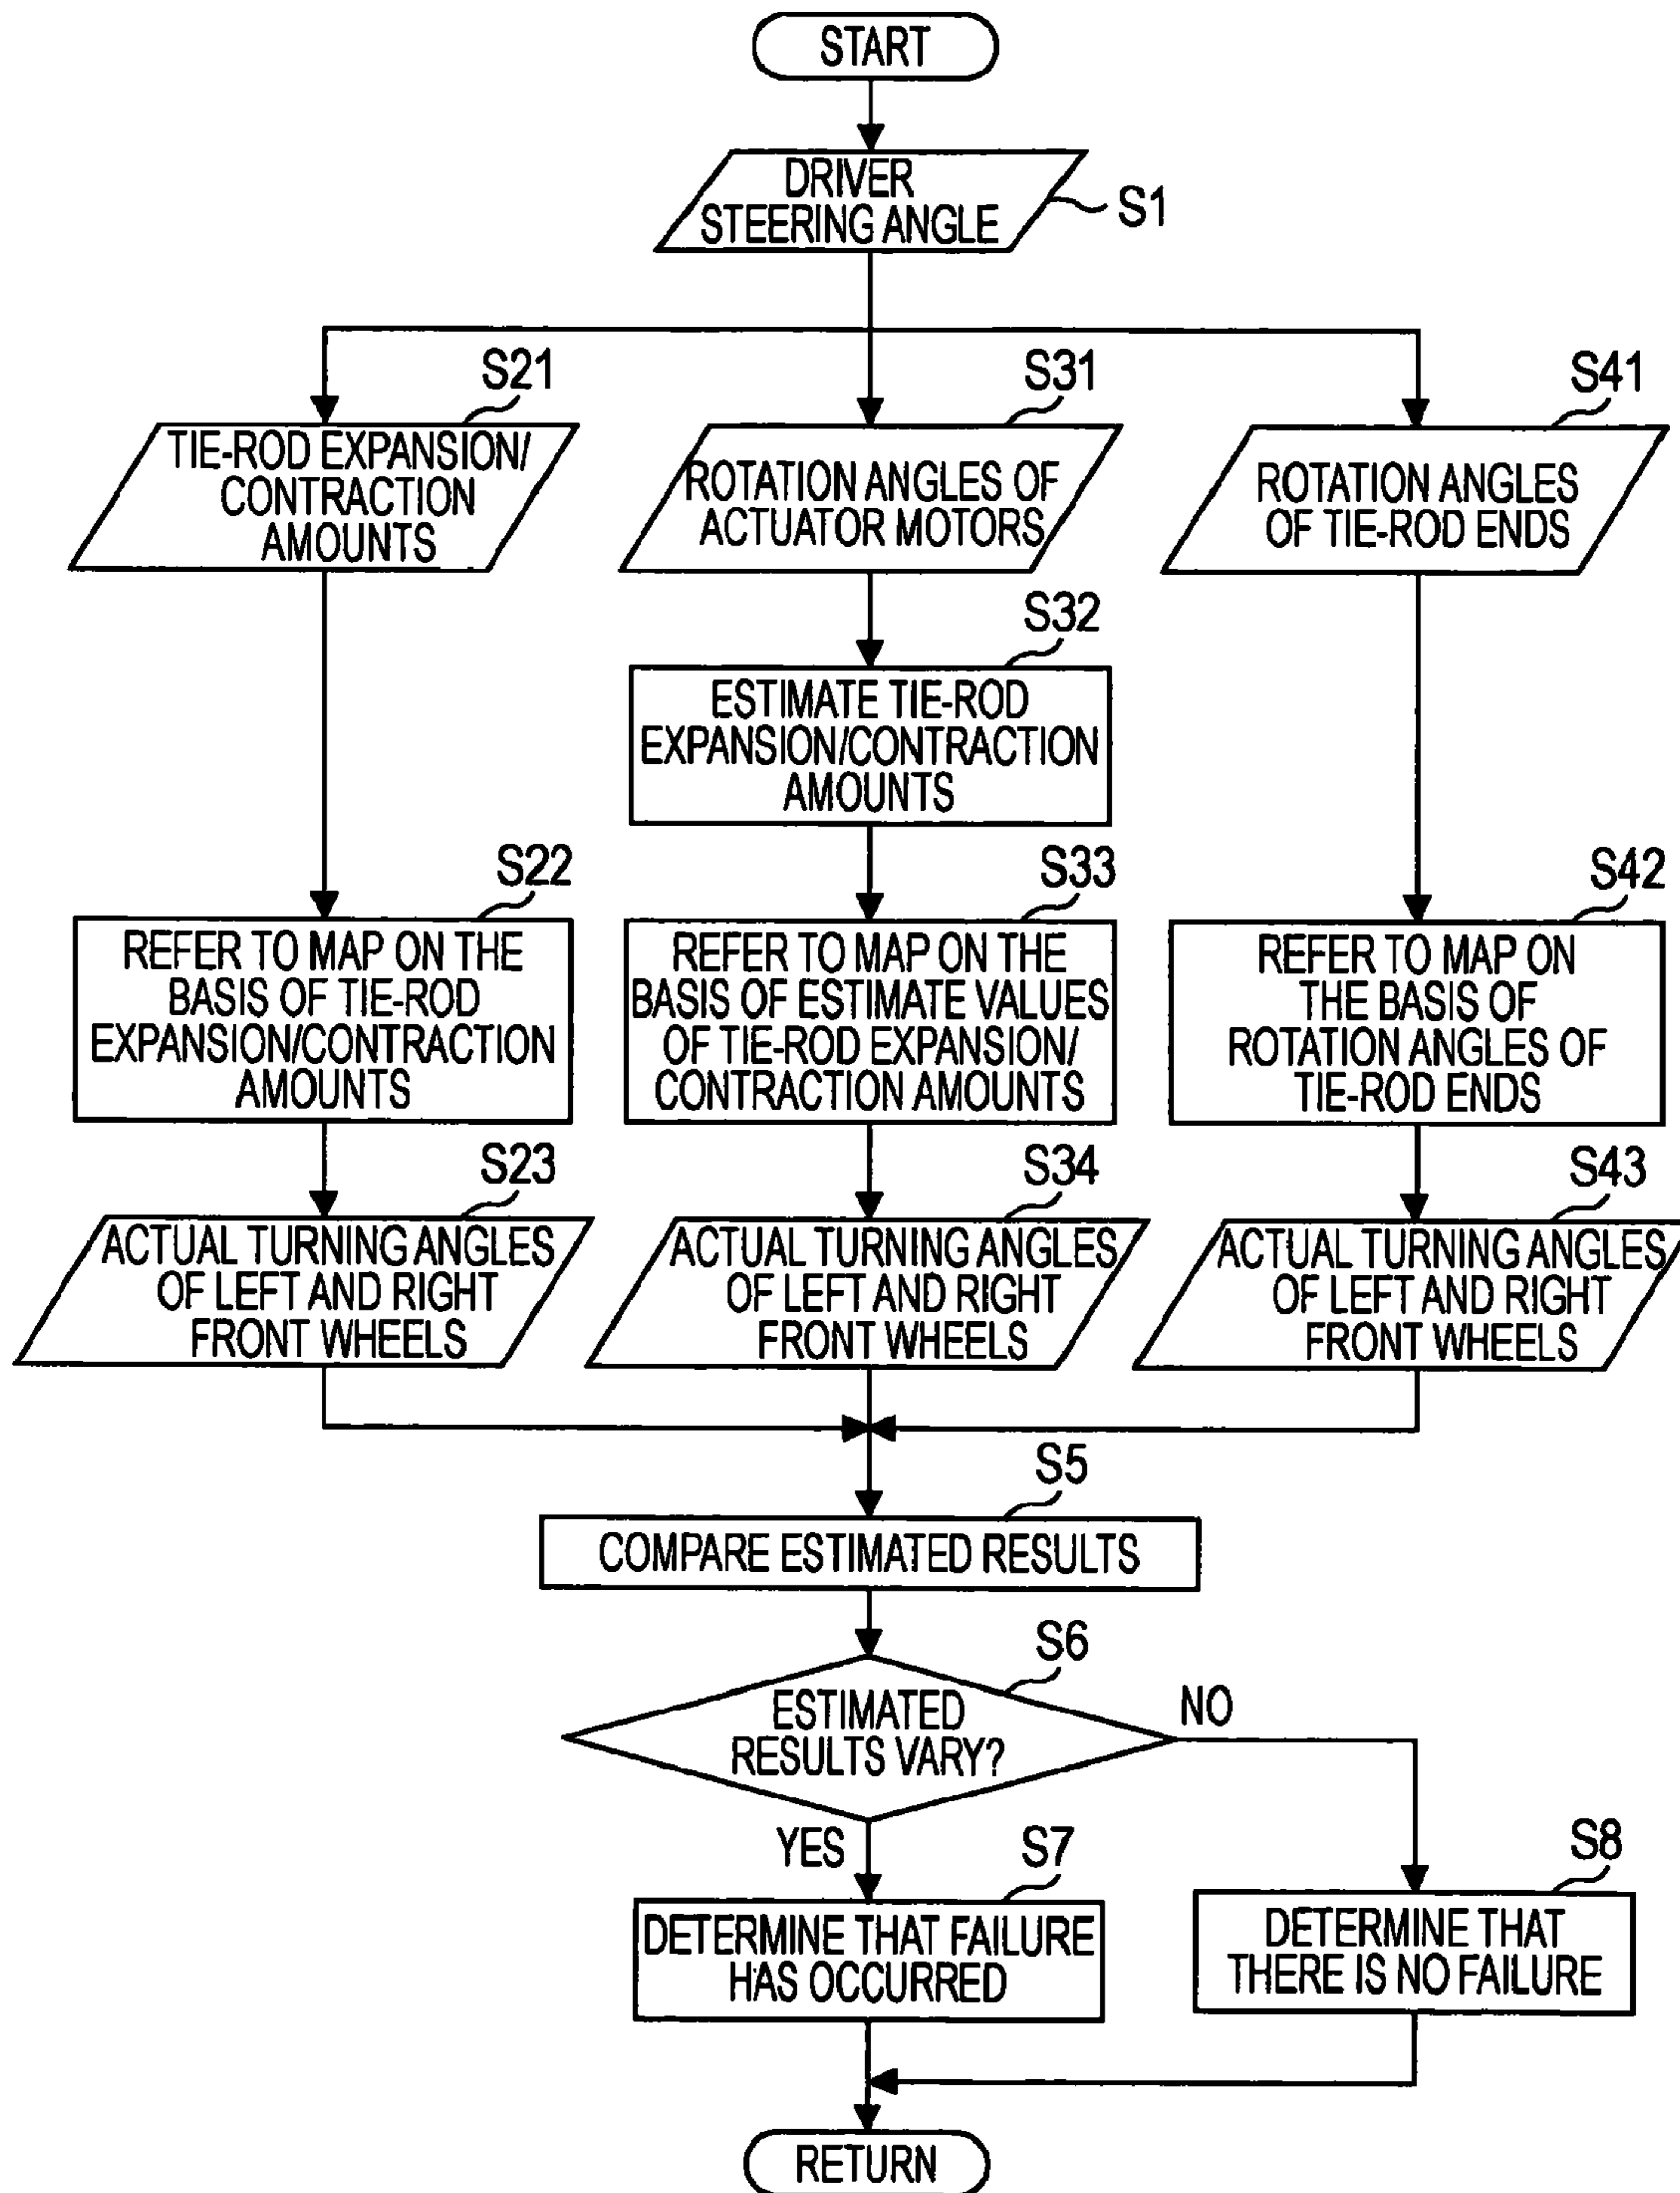 START
DRIVER
STEERING ANGLE
S1
S21
TIE-ROD EXPANSION/
CONTRACTION
AMOUNTS
S31
ROTATION ANGLES OF
ACTUATOR MOTORS
S41
ROTATION ANGLES
OF TIE-ROD ENDS
S32
ESTIMATE TIE-ROD
EXPANSION/CONTRACTION
AMOUNTS
S22
REFER TO MAP ON THE
BASIS OF TIE-ROD
EXPANSION/CONTRACTION
AMOUNTS
S33
REFER TO MAP ON THE
BASIS OF ESTIMATE VALUES
OF TIE-ROD EXPANSION/
CONTRACTION AMOUNTS
S42
REFER TO MAP ON
THE BASIS OF
ROTATION ANGLES OF
TIE-ROD ENDS
S23
ACTUAL TURNING ANGLES
OF LEFT AND RIGHT
FRONT WHEELS
S34
ACTUAL TURNING ANGLES
OF LEFT AND RIGHT
FRONT WHEELS
S43
ACTUAL TURNING ANGLES
OF LEFT AND RIGHT
FRONT WHEELS
S5
COMPARE ESTIMATED RESULTS
S6
ESTIMATED
RESULTS VARY?
NO
YES
S7
DETERMINE THAT FAILURE
HAS OCCURRED
S8
DETERMINE THAT
THERE IS NO FAILURE
RETURN